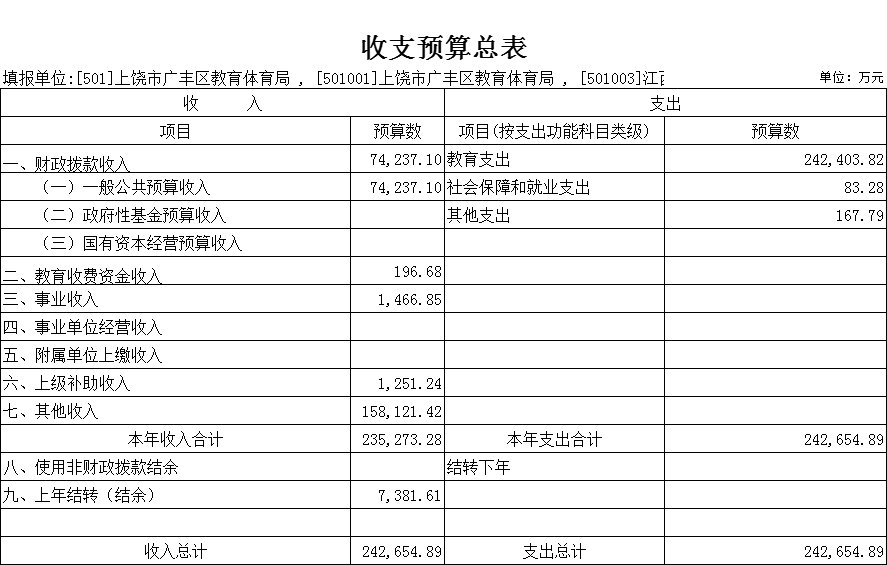 收支预算总表
填报单位:[501]上饶市广丰区教育体育局 , [501001]上饶市广丰区教育体育局 , [501003]江 单位: 万元
收 入 支出
项目 预算数 项目(按支出功能科目类级) 预算数
一、财政拨款收入 74,237.10 教育支出 242,403.82
（一）一般公共预算收入 74,237.10 社会保障和就业支出 83.28
（二）政府性基金预算收入 其他支出 167.79
（三）国有资本经营预算收入
二、教育收费资金收入 196.68
三、事业收入 1,466.85
四、事业单位经营收入
五、附属单位上缴收入
六、上级补助收入 1,251.24
七、其他收入 158,121.42
本年收入合计 235,273.28 本年支出合计 242,654.89
八、使用非财政拨款结余 结转下年
九、上年结转（结余） 7,381.61
收入总计 242,654.89 支出总计 242,654.89